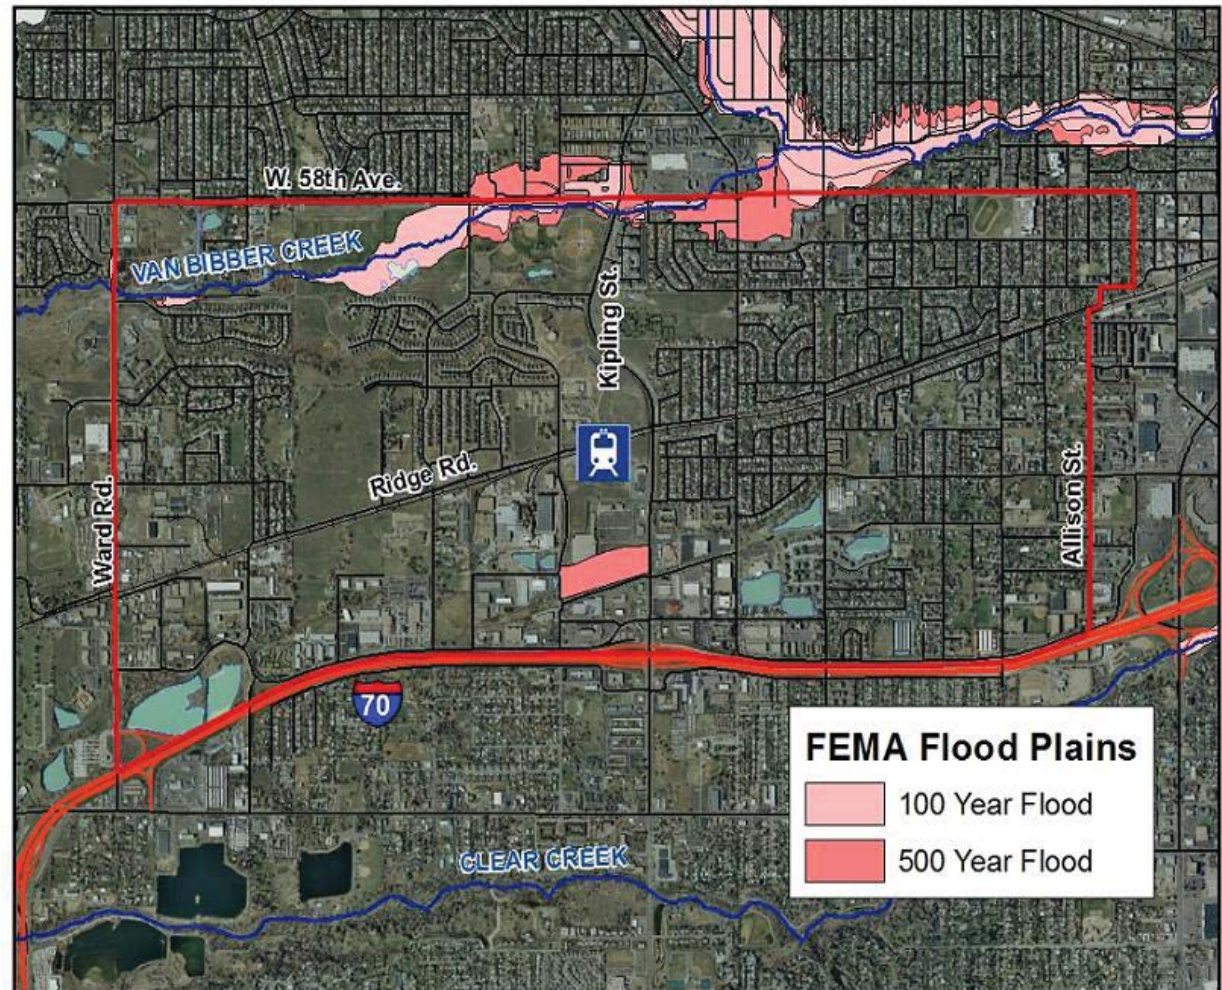 W. 58th Ave.
VAN BIBBER CREEK
Kipling St.
Ridge Rd.
Ward Rd.
Allison St.
70
FEMA Flood Plains
100 Year Flood
500 Year Flood
CLEAR CREEK